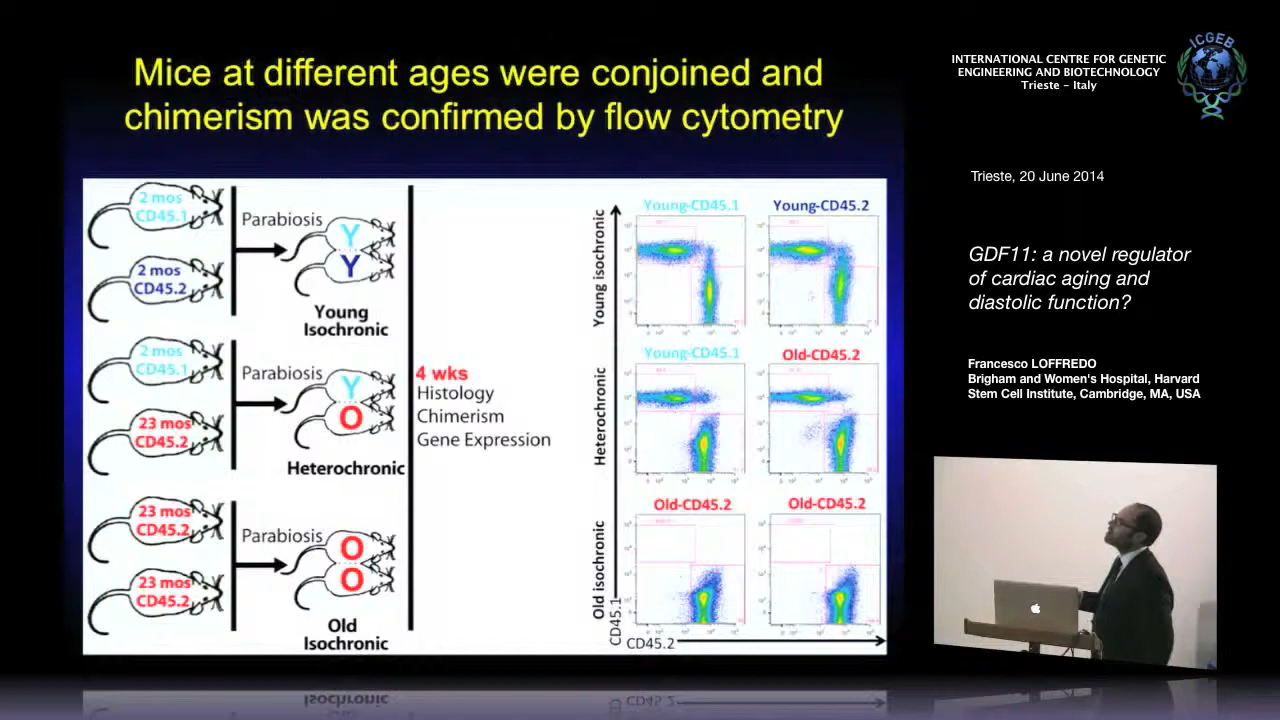 Mice at different ages were conjoined and
chimerism was confirmed by flow cytometry
2 mos
CD45.1
2 mos
CD45.2
Parabiosis
Y
Y
Young
Isochronic
2 mos
CD45.1
23 mos
CD45.2
Parabiosis
Y
O
Heterochronic
23 mos
CD45.2
23 mos
CD45.2
Parabiosis
O
O
Old
Isochronic
4 wks
Histology
Chimerism
Gene Expression
Young-CD45.1
Young-CD45.2
Young isochronic
Young-CD45.1
Old-CD45.2
Heterochronic
Old-CD45.2
Old-CD45.2
Old isochronic
CD45.1
CD45.2
ICGEB
INTERNATIONAL CENTRE FOR GENETIC
ENGINEERING AND BIOTECHNOLOGY
Trieste - Italy
Trieste, 20 June 2014
GDF11: a novel regulator
of cardiac aging and
diastolic function?
Francesco LOFFREDO
Brigham and Women's Hospital, Harvard
Stem Cell Institute, Cambridge, MA, USA